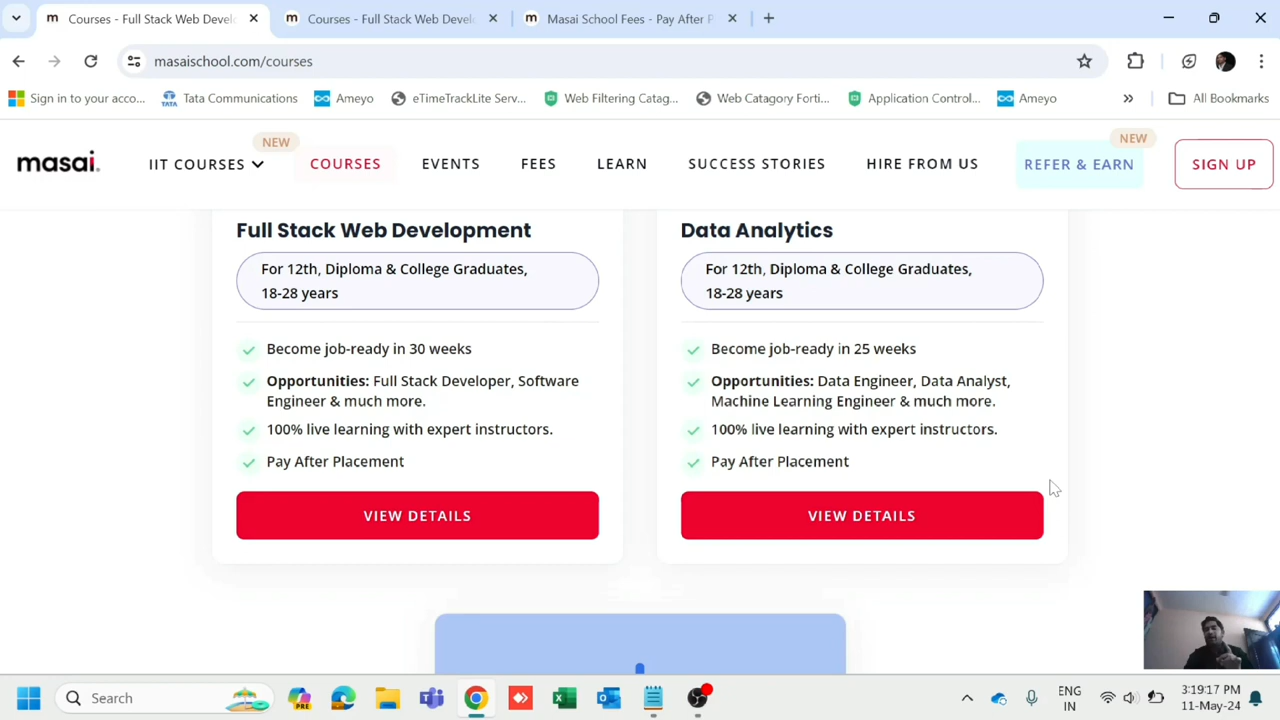 Courses - Full Stack Web Devel
Courses - Full Stack Web Devel
Masai School Fees - Pay After P
masaischool.com/courses
Sign in to your acco...
TATA
Tata Communications
Ameyo
eTimeTrackLite Serv...
Web Filtering Catag...
Web Catagory Forti...
Application Control...
Ameyo
All Bookmarks
masai.
IIT COURSES
NEW
COURSES
EVENTS
FEES
LEARN
SUCCESS STORIES
HIRE FROM US
REFER & EARN
NEW
SIGN UP
Full Stack Web Development
For 12th, Diploma & College Graduates,
18-28 years
Become job-ready in 30 weeks
Opportunities: Full Stack Developer, Software
Engineer & much more.
100% live learning with expert instructors.
Pay After Placement
VIEW DETAILS
Data Analytics
For 12th, Diploma & College Graduates,
18-28 years
Become job-ready in 25 weeks
Opportunities: Data Engineer, Data Analyst,
Machine Learning Engineer & much more.
100% live learning with expert instructors.
Pay After Placement
VIEW DETAILS
Search
PRE
ENG
IN
3:19:17 PM
11-May-24